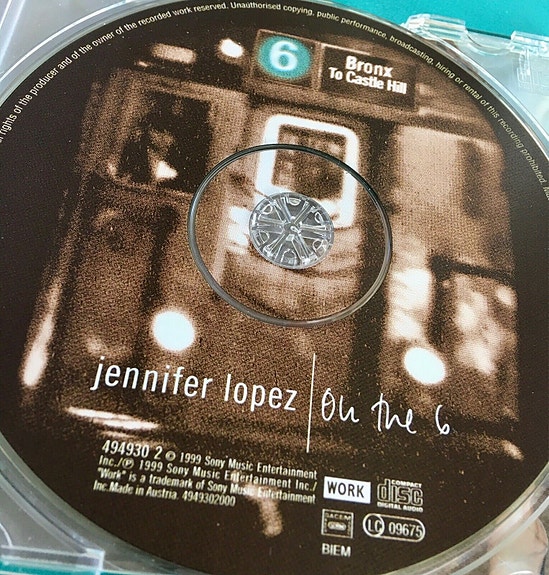 rights of the producer and of the owner of the recorded work reserved. Unauthorised copying, public performance, broadcasting, hiring or rental of this recording prohibited.
6
Bronx
To Castle Hill
jennifer lopez | On the 6
494930 2 © 1999 Sony Music Entertainment
Inc./℗ 1999 Sony Music Entertainment Inc./
"Work" is a trademark of Sony Music Entertainment
Inc. Made in Austria. 4949302000
WORK
COMPACT
disc
DIGITAL AUDIO
SACEM
LC 09675
BIEM